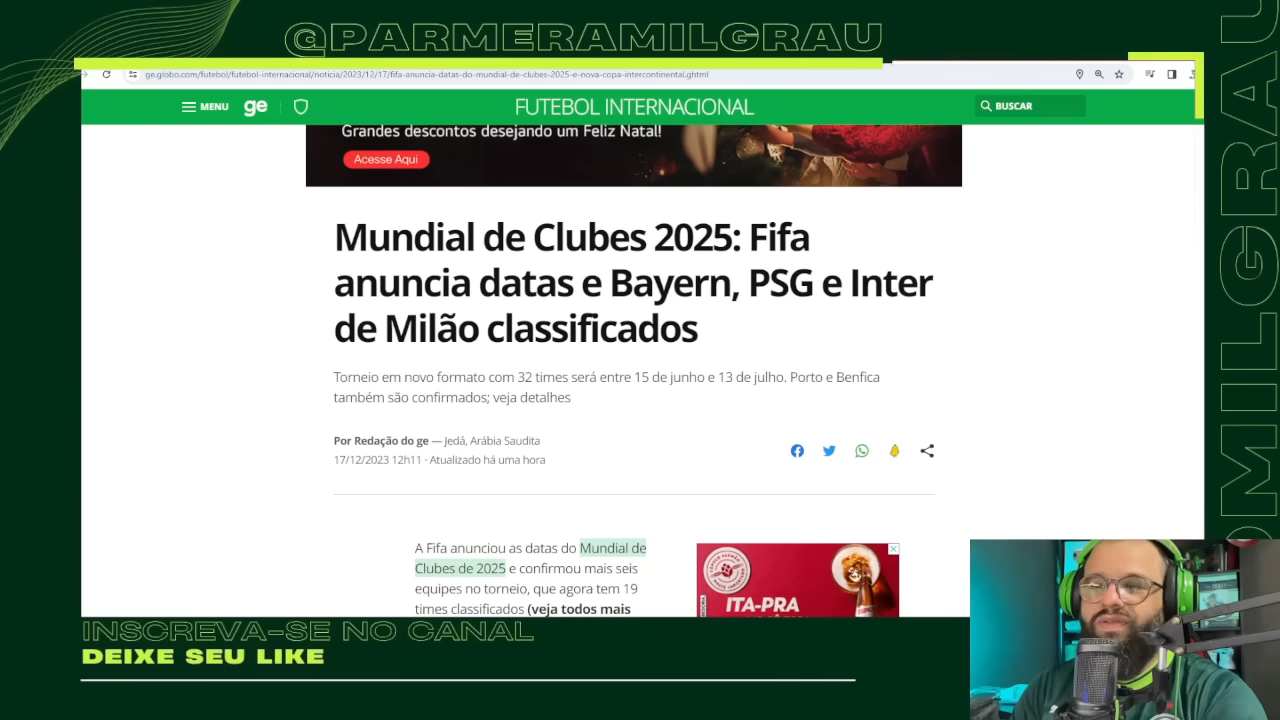 @PARMERAMILGRAU
ge.globo.com/futebol/futebol-internacional/noticia/2023/12/17/fifa-anuncia-datas-do-mundial-de-clubes-2025-e-nova-copa-intercontinental.ghtml
MENU ge FUTEBOL INTERNACIONAL BUSCAR
Grandes descontos desejando um Feliz Natal!
Acesse Aqui
Mundial de Clubes 2025: Fifa
anuncia datas e Bayern, PSG e Inter
de Milão classificados
Torneio em novo formato com 32 times será entre 15 de junho e 13 de julho. Porto e Benfica
também são confirmados; veja detalhes
Por Redação do ge — Jedá, Arábia Saudita
17/12/2023 12h11 · Atualizado há uma hora
A Fifa anunciou as datas do Mundial de
Clubes de 2025 e confirmou mais seis
equipes no torneio, que agora tem 19
times classificados (veja todos mais
ITA-PRA
INSCREVA-SE NO CANAL
DEIXE SEU LIKE
OMILGRAU